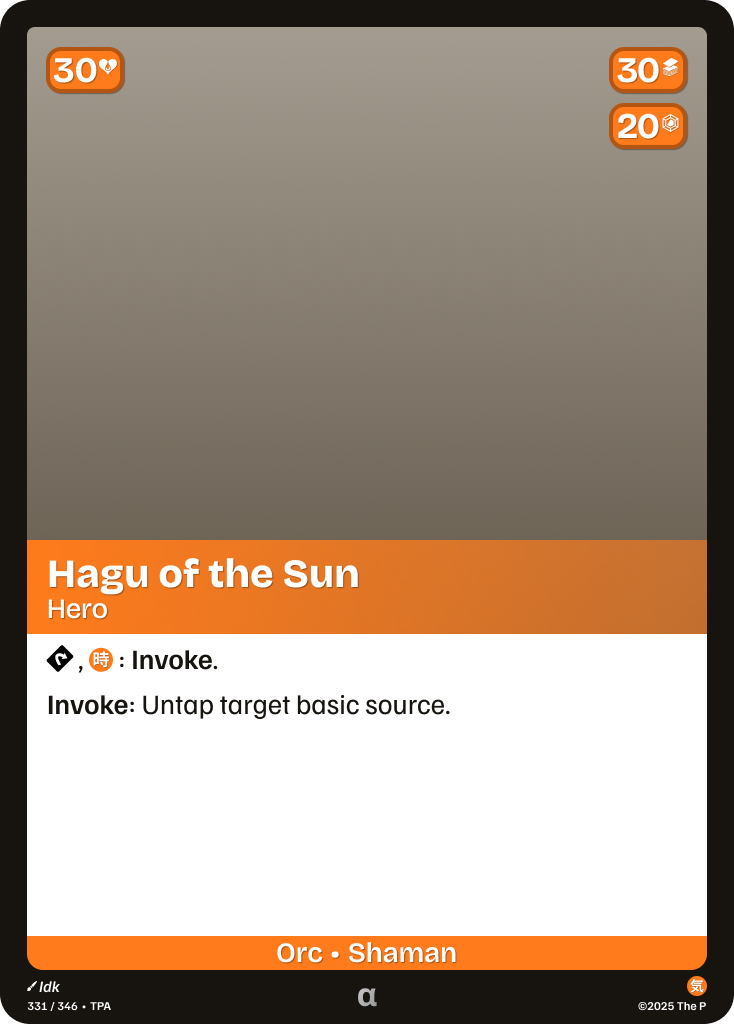 30
30
20
Hagu of the Sun
Hero
, 時 : Invoke.
Invoke: Untap target basic source.
Orc • Shaman
Idk
331 / 346 • TPA
α
気
©2025 The P